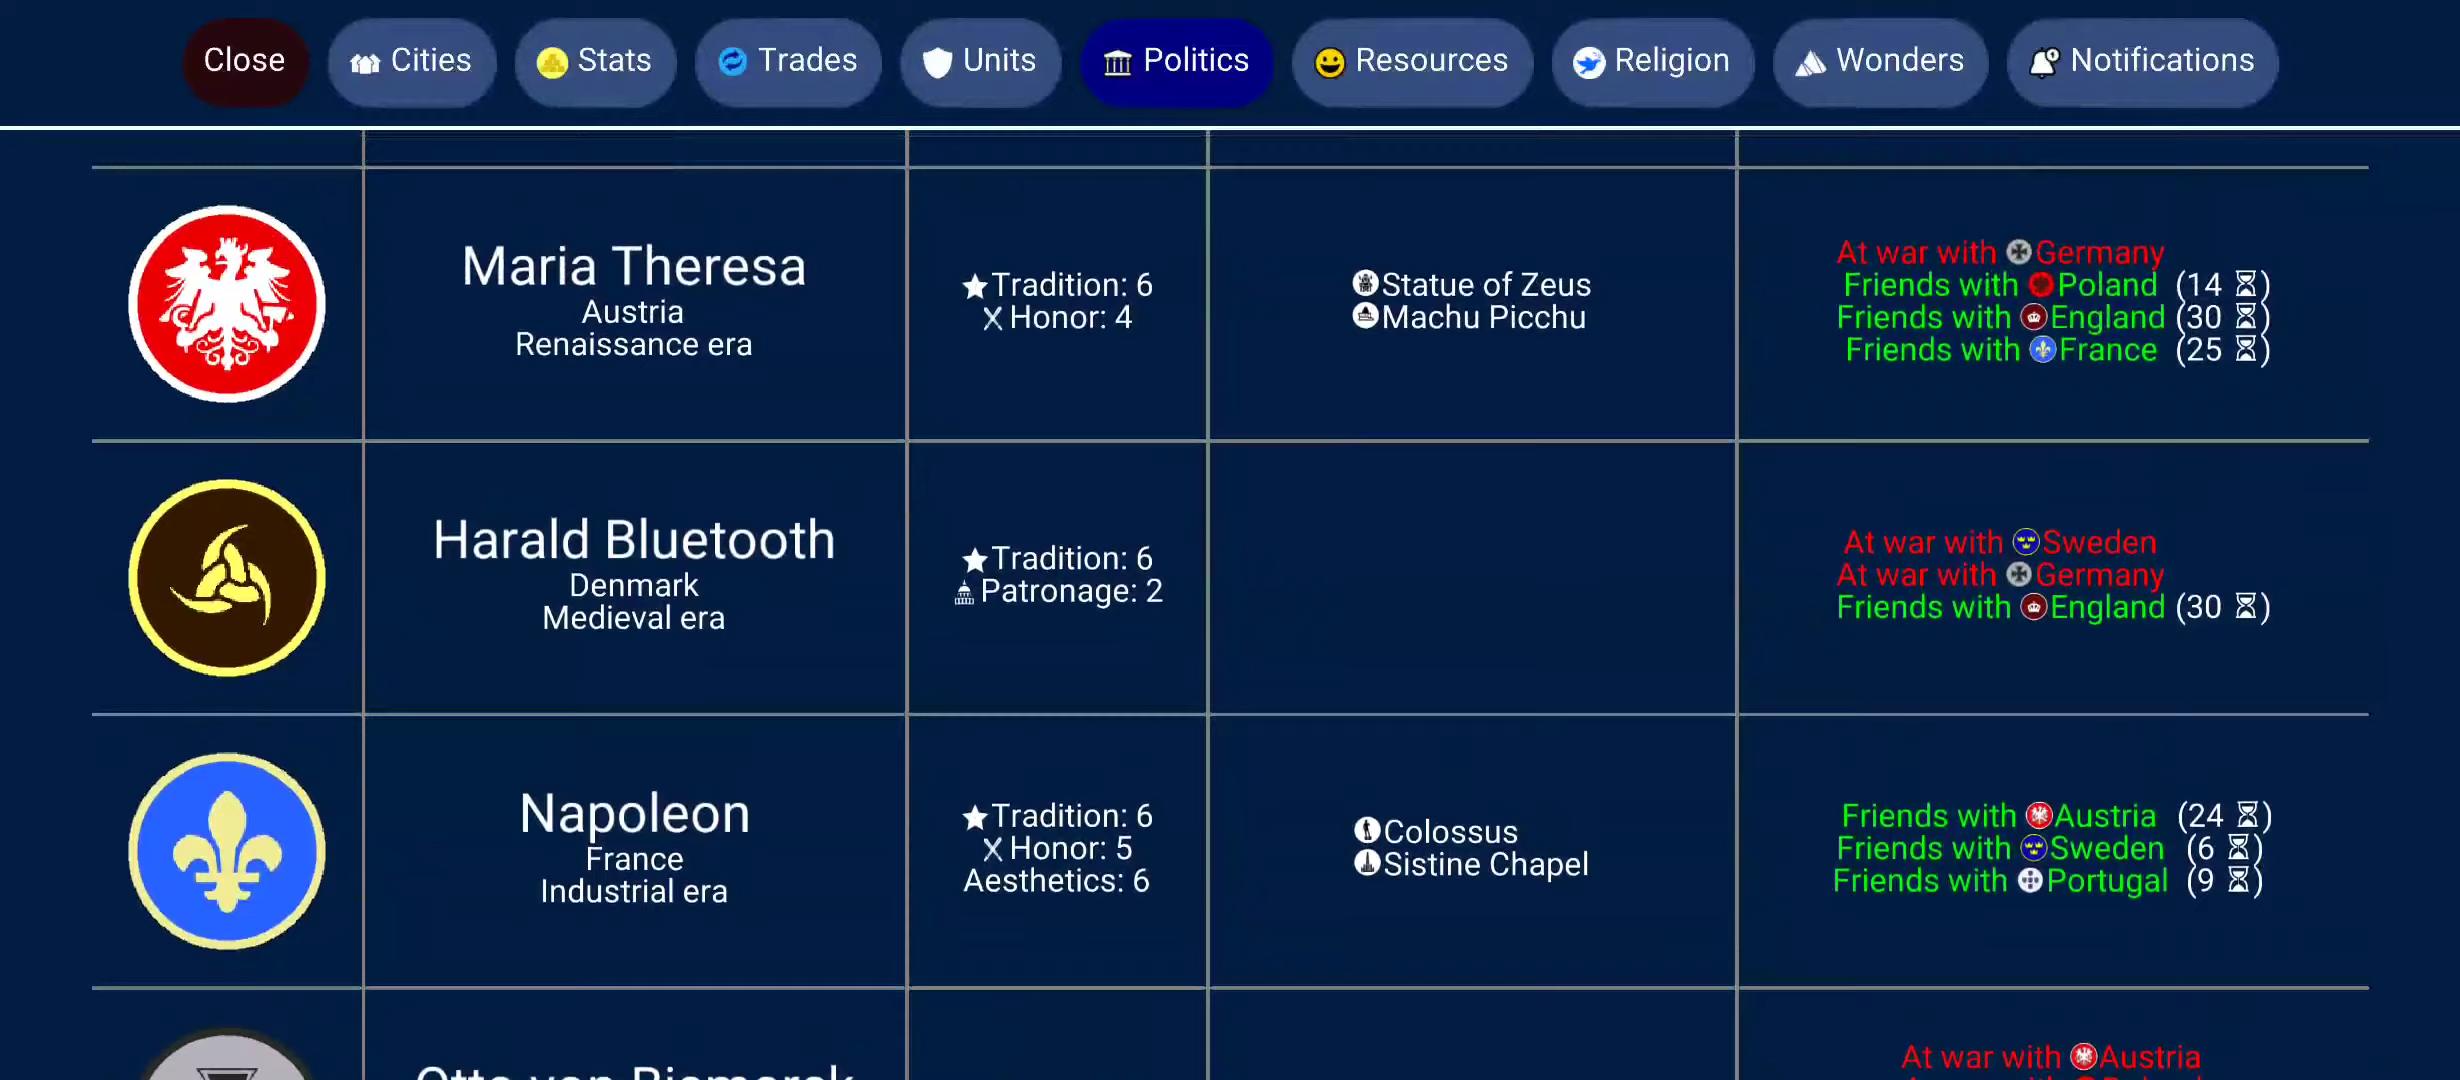 Close Cities Stats Trades Units Politics Resources Religion Wonders Notifications
Maria Theresa
Austria
Renaissance era
Tradition: 6
Honor: 4
Statue of Zeus
Machu Picchu
At war with Germany
Friends with Poland (14 ⏳)
Friends with England (30 ⏳)
Friends with France (25 ⏳)
Harald Bluetooth
Denmark
Medieval era
Tradition: 6
Patronage: 2
At war with Sweden
At war with Germany
Friends with England (30 ⏳)
Napoleon
France
Industrial era
Tradition: 6
Honor: 5
Aesthetics: 6
Colossus
Sistine Chapel
Friends with Austria (24 ⏳)
Friends with Sweden (6 ⏳)
Friends with Portugal (9 ⏳)
Otto von Bismarck
At war with Austria